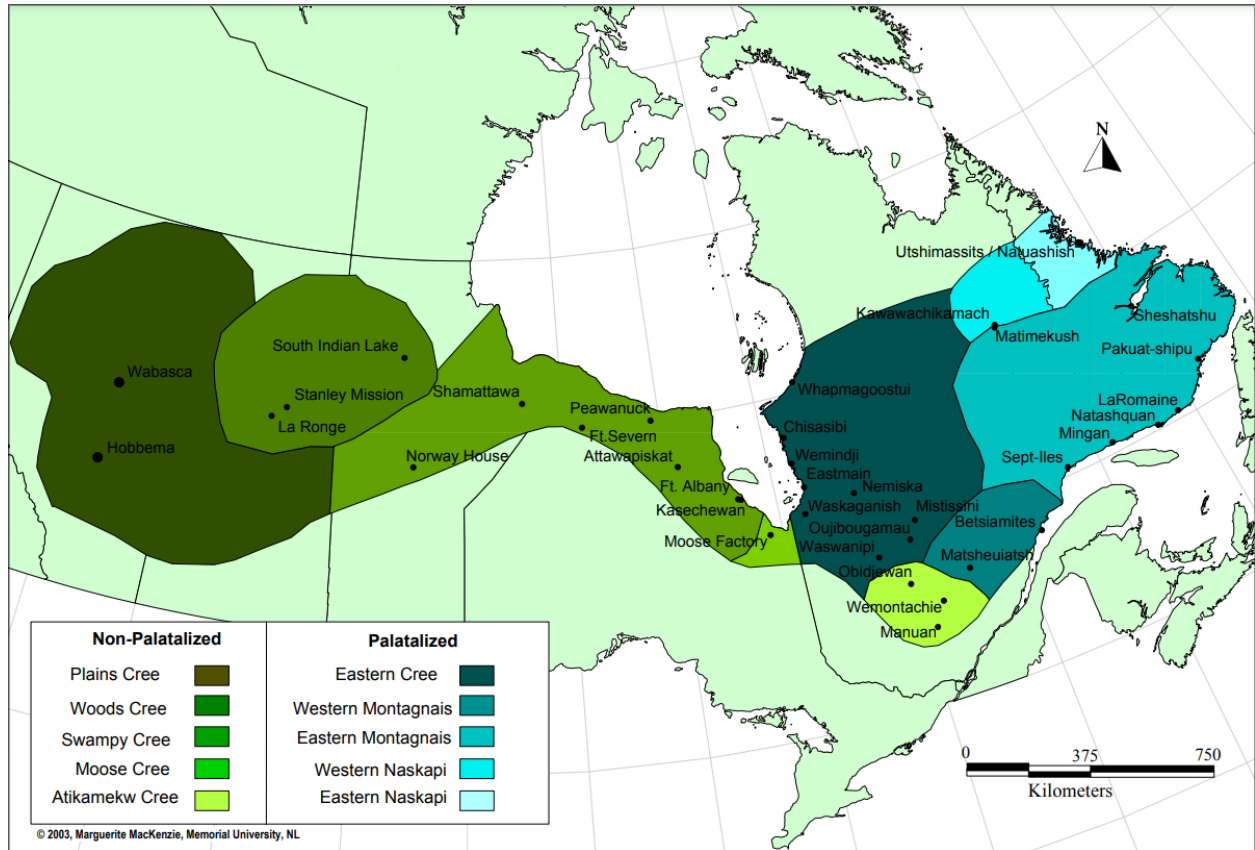 N
Utshimassits / Natuashish
Kawawachikamach
Matimekush
Sheshatshu
Pakuat-shipu
South Indian Lake
Wabasca
Stanley Mission
La Ronge
Shamattawa
Peawanuck
Whapmagoostui
LaRomaine
Natashquan
Mingan
Hobbema
Norway House
Ft.Severn
Attawapiskat
Chisasibi
Wemindji
Eastmain
Sept-Iles
Ft. Albany
Kasechewan
Nemiska
Waskaganish
Mistissini
Oujibougamau
Betsiamites
Moose Factory
Waswanipi
Matsheuiatsh
Obidjewan
Wemontachie
Manuan
Non-Palatalized
Plains Cree
Woods Cree
Swampy Cree
Moose Cree
Atikamekw Cree
Palatalized
Eastern Cree
Western Montagnais
Eastern Montagnais
Western Naskapi
Eastern Naskapi
0 375 750
Kilometers
© 2003, Marguerite MacKenzie, Memorial University, NL